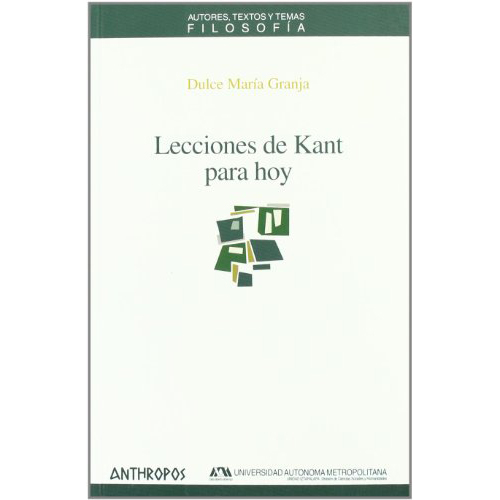 AUTORES, TEXTOS Y TEMAS
FILOSOFÍA
Dulce María Granja
Lecciones de Kant
para hoy
ANTHROPOS
UNIVERSIDAD AUTONOMA METROPOLITANA